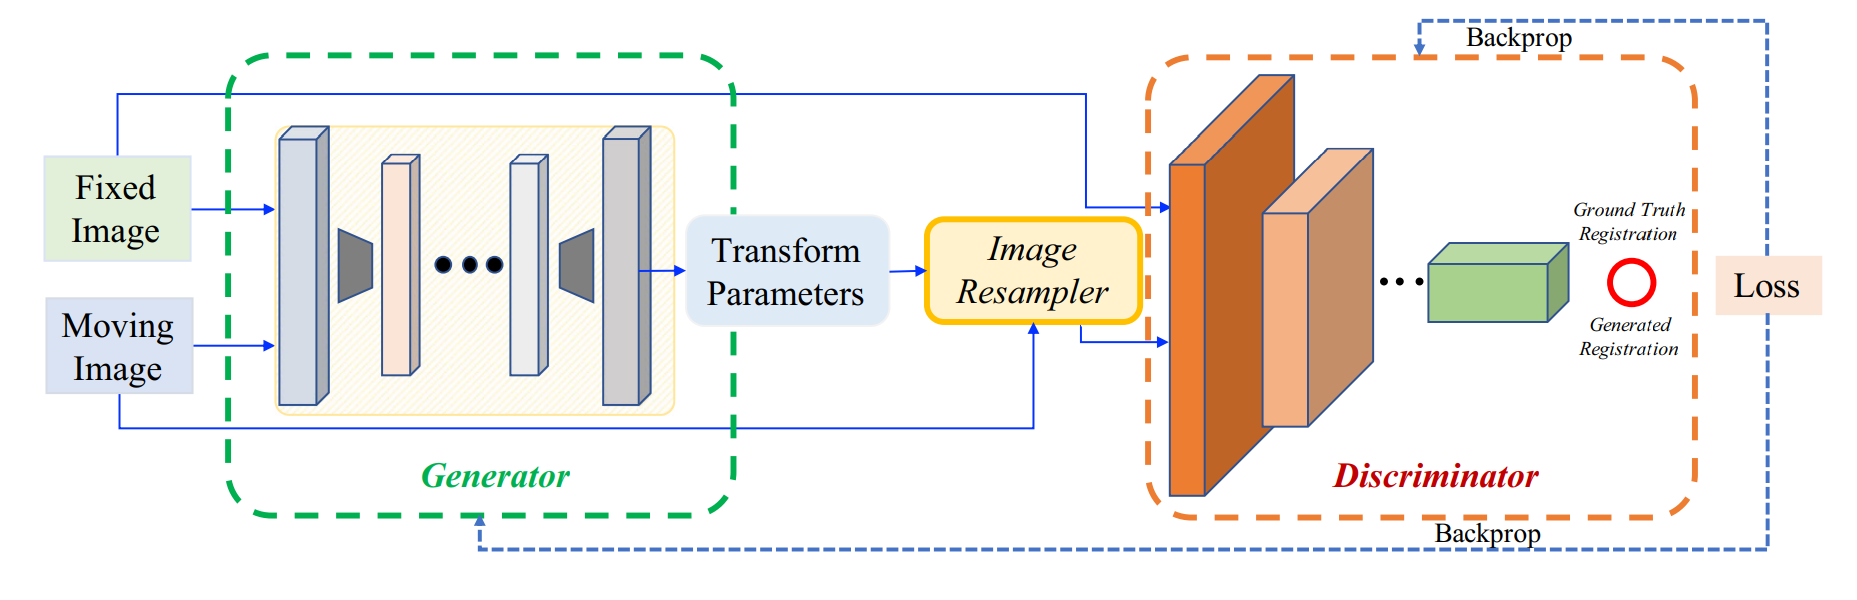 Backprop
Fixed
Image
Moving
Image
Generator
Transform
Parameters
Image
Resampler
Ground Truth
Registration
Generated
Registration
Discriminator
Loss
Backprop